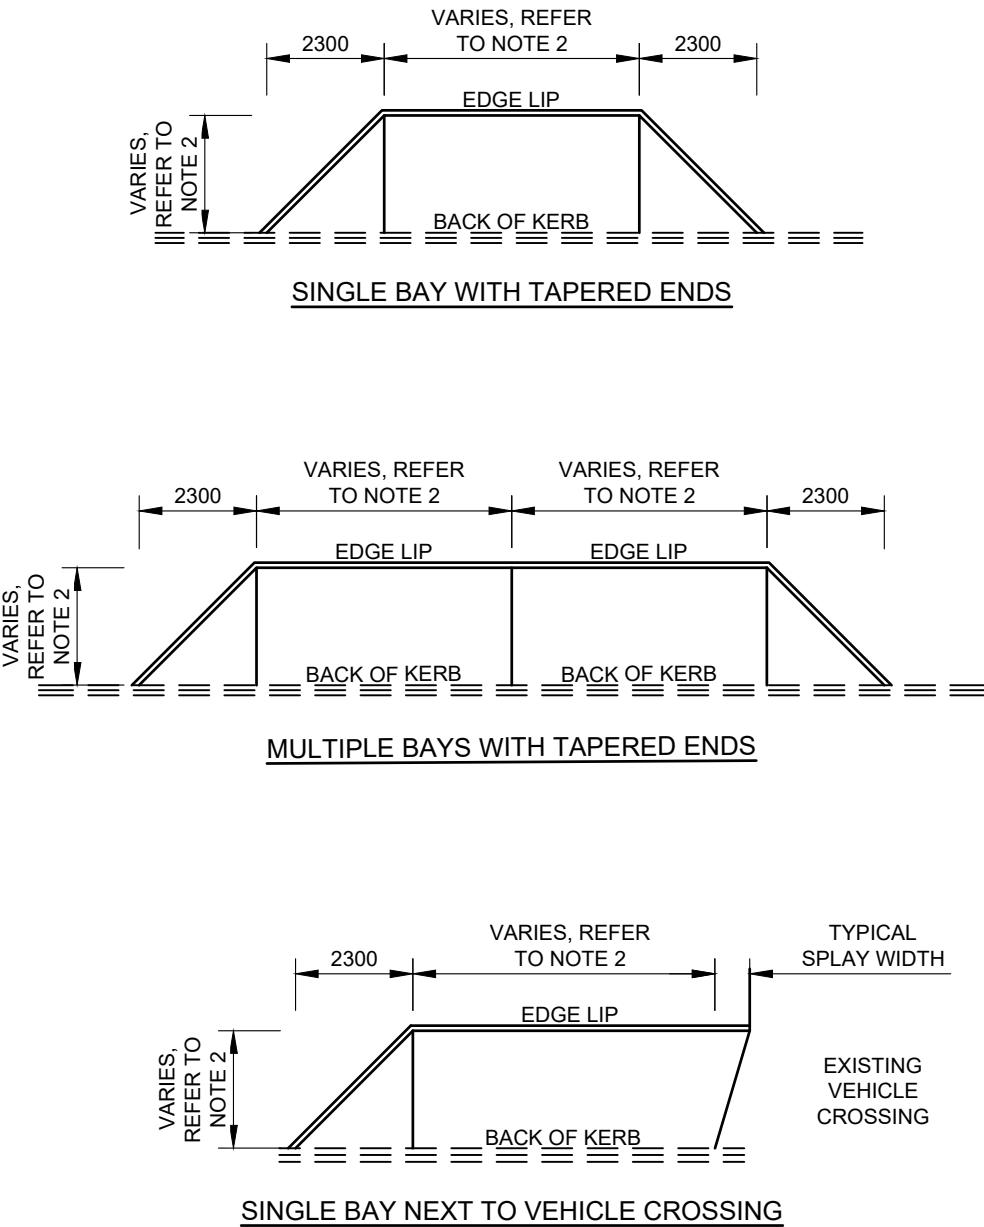 VARIES, REFER
TO NOTE 2
2300
2300
EDGE LIP
VARIES,
REFER TO
NOTE 2
BACK OF KERB
SINGLE BAY WITH TAPERED ENDS
VARIES, REFER
TO NOTE 2
VARIES, REFER
TO NOTE 2
2300
2300
EDGE LIP
EDGE LIP
VARIES,
REFER TO
NOTE 2
BACK OF KERB
BACK OF KERB
MULTIPLE BAYS WITH TAPERED ENDS
VARIES, REFER
TO NOTE 2
TYPICAL
SPLAY WIDTH
2300
EDGE LIP
VARIES,
REFER TO
NOTE 2
EXISTING
VEHICLE
CROSSING
BACK OF KERB
SINGLE BAY NEXT TO VEHICLE CROSSING